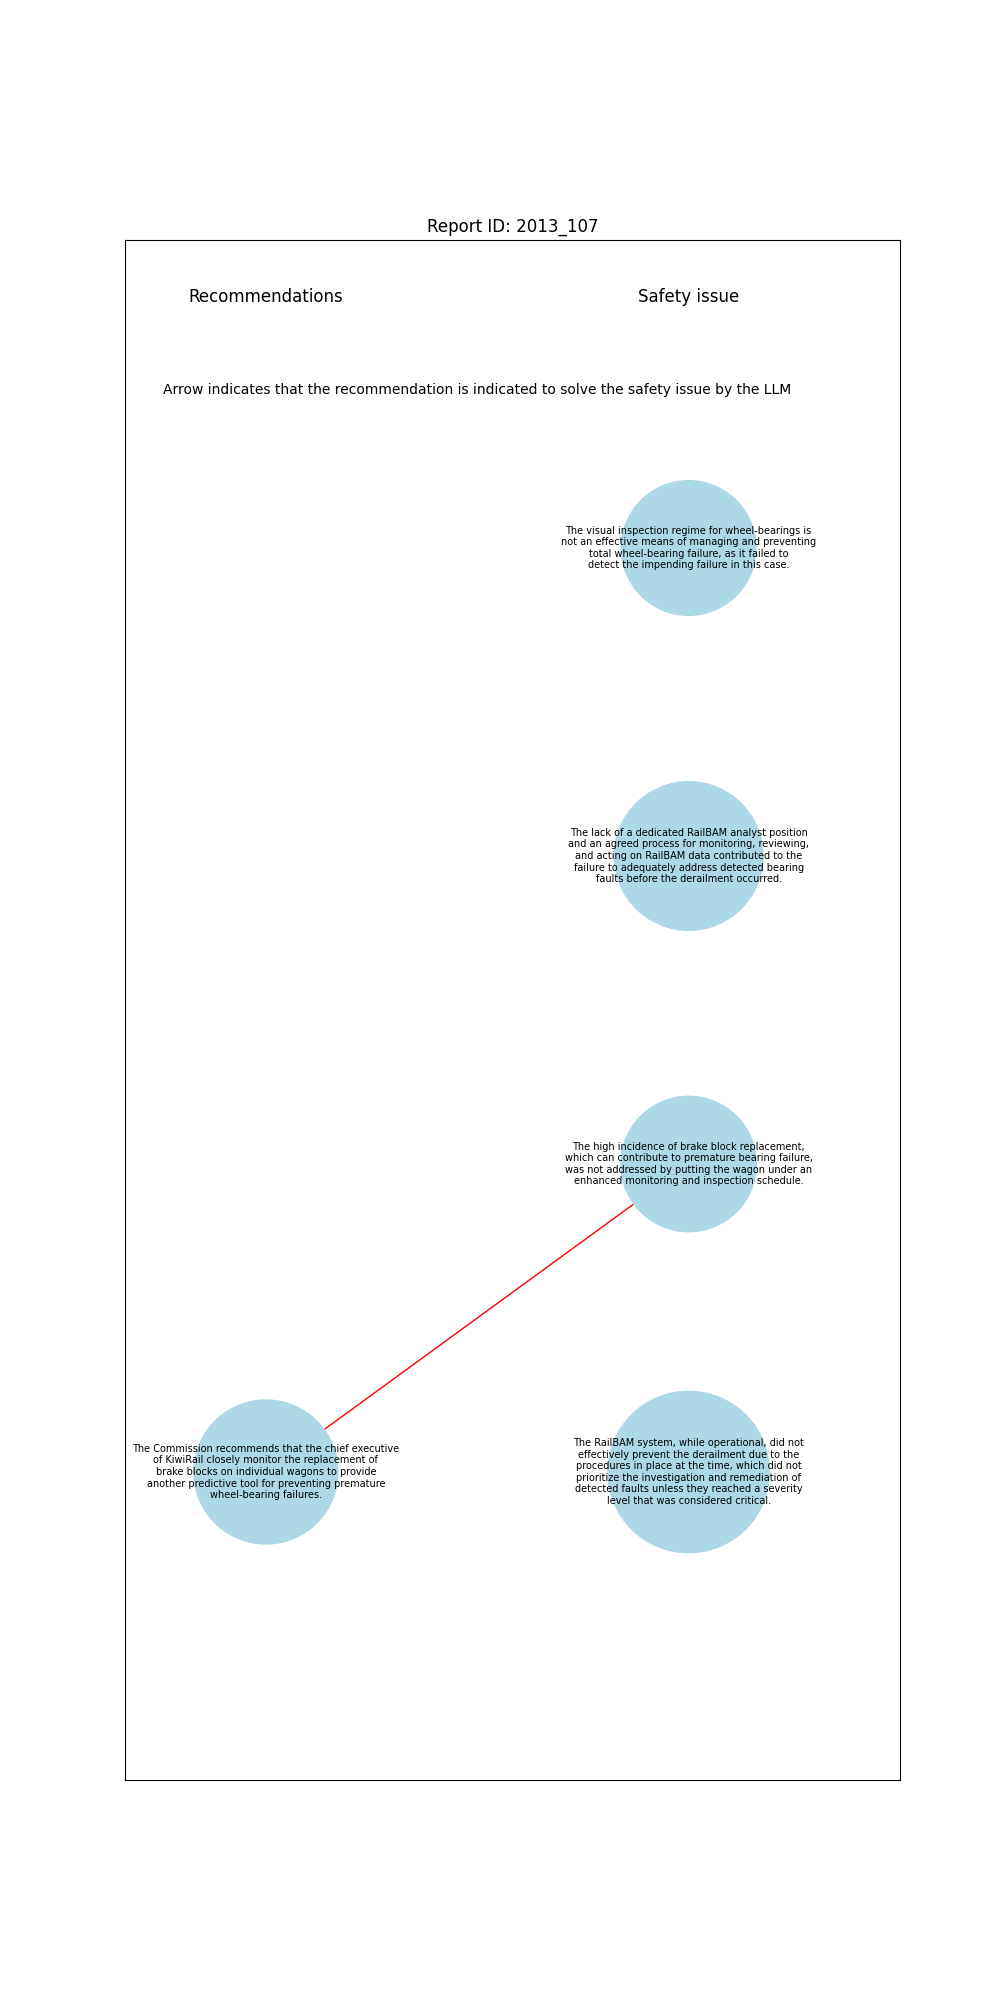 Report ID: 2013_107
Recommendations
Safety issue
Arrow indicates that the recommendation is indicated to solve the safety issue by the LLM
The visual inspection regime for wheel-bearings is
not an effective means of managing and preventing
total wheel-bearing failure, as it failed to
detect the impending failure in this case.
The lack of a dedicated RailBAM analyst position
and an agreed process for monitoring, reviewing,
and acting on RailBAM data contributed to the
failure to adequately address detected bearing
faults before the derailment occurred.
The high incidence of brake block replacement,
which can contribute to premature bearing failure,
was not addressed by putting the wagon under an
enhanced monitoring and inspection schedule.
The Commission recommends that the chief executive
of KiwiRail closely monitor the replacement of
brake blocks on individual wagons to provide
another predictive tool for preventing premature
wheel-bearing failures.
The RailBAM system, while operational, did not
effectively prevent the derailment due to the
procedures in place at the time, which did not
prioritize the investigation and remediation of
detected faults unless they reached a severity
level that was considered critical.